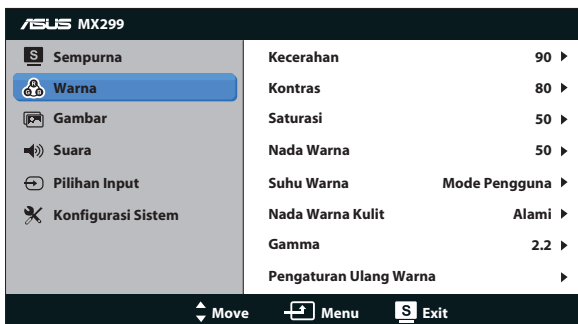 ASUS MX299
S Sempurna
Warna
Gambar
Suara
Pilihan Input
Konfigurasi Sistem
Kecerahan 90
Kontras 80
Saturasi 50
Nada Warna 50
Suhu Warna Mode Pengguna
Nada Warna Kulit Alami
Gamma 2.2
Pengaturan Ulang Warna
Move Menu S Exit